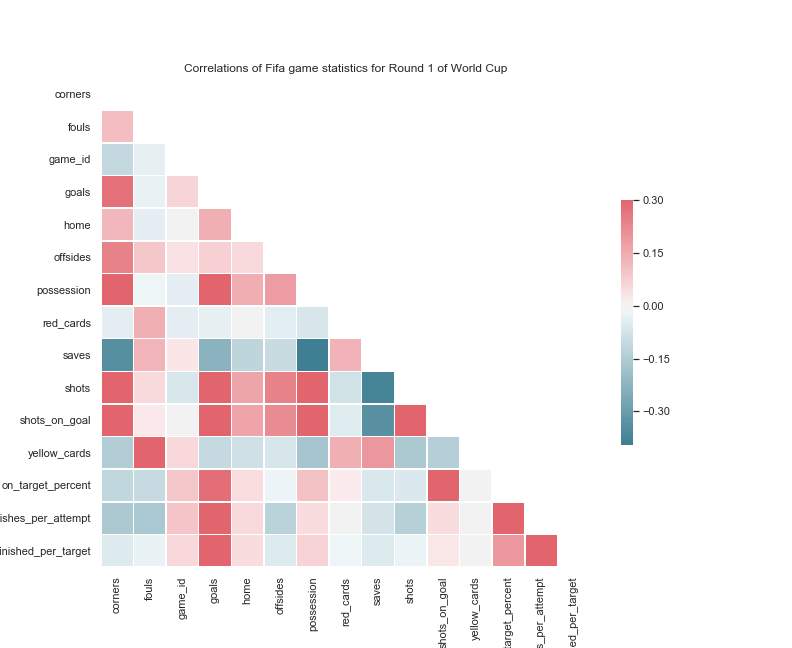 Correlations of Fifa game statistics for Round 1 of World Cup
corners
fouls
game_id
goals
home
offsides
possession
red_cards
saves
shots
shots_on_goal
yellow_cards
on_target_percent
ishes_per_attempt
inished_per_target
0.30
0.15
0.00
−0.15
−0.30
corners
fouls
game_id
goals
home
offsides
possession
red_cards
saves
shots
shots_on_goal
yellow_cards
target_percent
s_per_attempt
ed_per_target